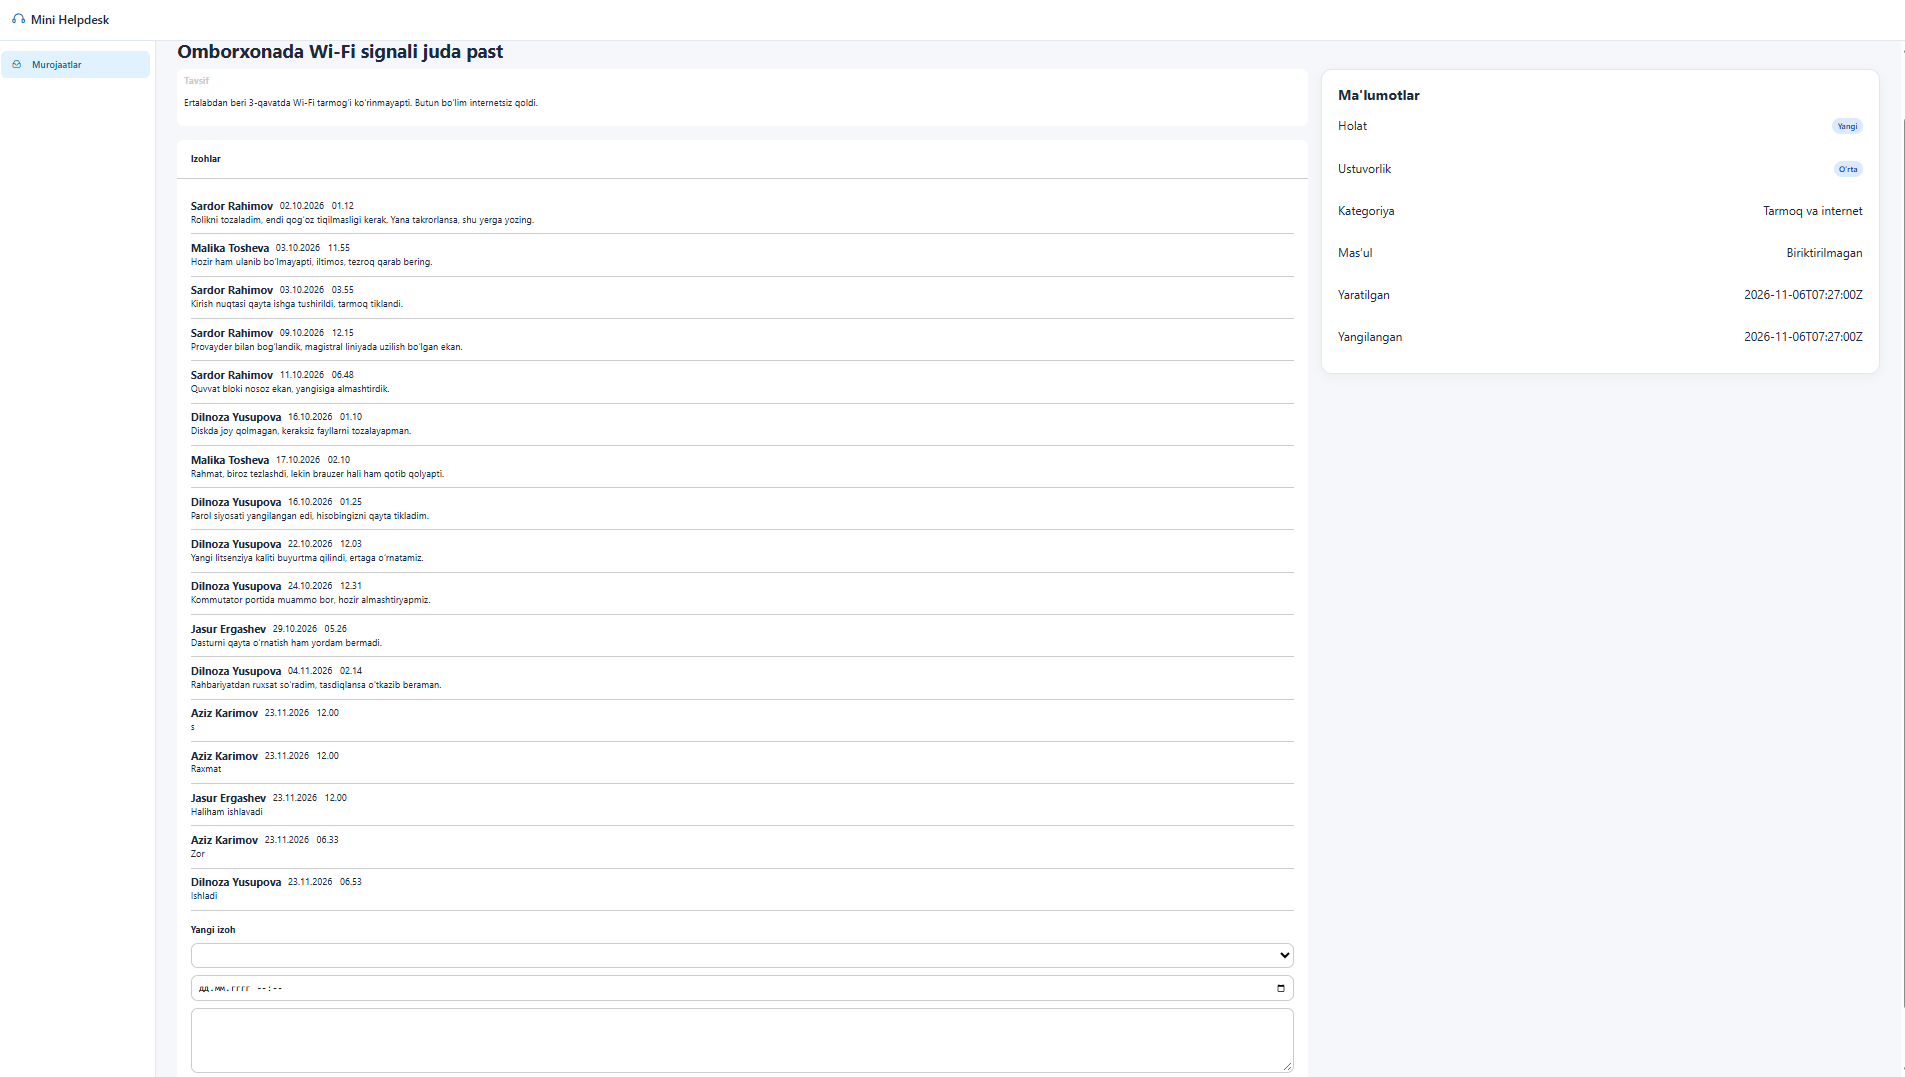 Mini Helpdesk
Murojaatlar
Omborxonada Wi-Fi signali juda past
Tavsif
Ertalabdan beri 3-qavatda Wi-Fi tarmog‘i ko‘rinmayapti. Butun bo‘lim internetsiz qoldi.
Izohlar
Sardor Rahimov 02.10.2026 01.12
Rolikni tozaladim, endi qog‘oz tiqilmasligi kerak. Yana takrorlansa, shu yerga yozing.
Malika Tosheva 03.10.2026 11.55
Hozir ham ulanib bo‘lmayapti, iltimos, tezroq qarab bering.
Sardor Rahimov 03.10.2026 03.55
Kirish nuqtasi qayta ishga tushirildi, tarmoq tiklandi.
Sardor Rahimov 09.10.2026 12.15
Provayder bilan bog‘landik, magistral liniyada uzilish bo‘lgan ekan.
Sardor Rahimov 11.10.2026 06.48
Quvvat bloki nosoz ekan, yangisiga almashtirdik.
Dilnoza Yusupova 16.10.2026 01.10
Diskda joy qolmagan, keraksiz fayllarni tozalayapman.
Malika Tosheva 17.10.2026 02.10
Rahmat, biroz tezlashdi, lekin brauzer hali ham qotib qolyapti.
Dilnoza Yusupova 16.10.2026 01.25
Parol siyosati yangilangan edi, hisobingizni qayta tikladim.
Dilnoza Yusupova 22.10.2026 12.03
Yangi litsenziya kaliti buyurtma qilindi, ertaga o‘rnatamiz.
Dilnoza Yusupova 24.10.2026 12.31
Kommutator portida muammo bor, hozir almashtiryapmiz.
Jasur Ergashev 29.10.2026 05.26
Dasturni qayta o‘rnatish ham yordam bermadi.
Dilnoza Yusupova 04.11.2026 02.14
Rahbariyatdan ruxsat so‘radim, tasdiqlansa o‘tkazib beraman.
Aziz Karimov 23.11.2026 12.00
s
Aziz Karimov 23.11.2026 12.00
Raxmat
Jasur Ergashev 23.11.2026 12.00
Haliham ishlavadi
Aziz Karimov 23.11.2026 06.33
Zor
Dilnoza Yusupova 23.11.2026 06.53
Ishladi
Yangi izoh
дд.мм.гггг --:--
Ma'lumotlar
Holat Yangi
Ustuvorlik O‘rta
Kategoriya Tarmoq va internet
Mas‘ul Biriktirilmagan
Yaratilgan 2026-11-06T07:27:00Z
Yangilangan 2026-11-06T07:27:00Z